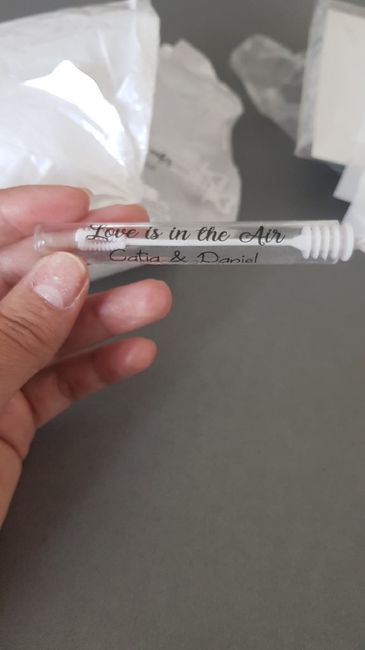 Love is in the Air
Catia & Daniel